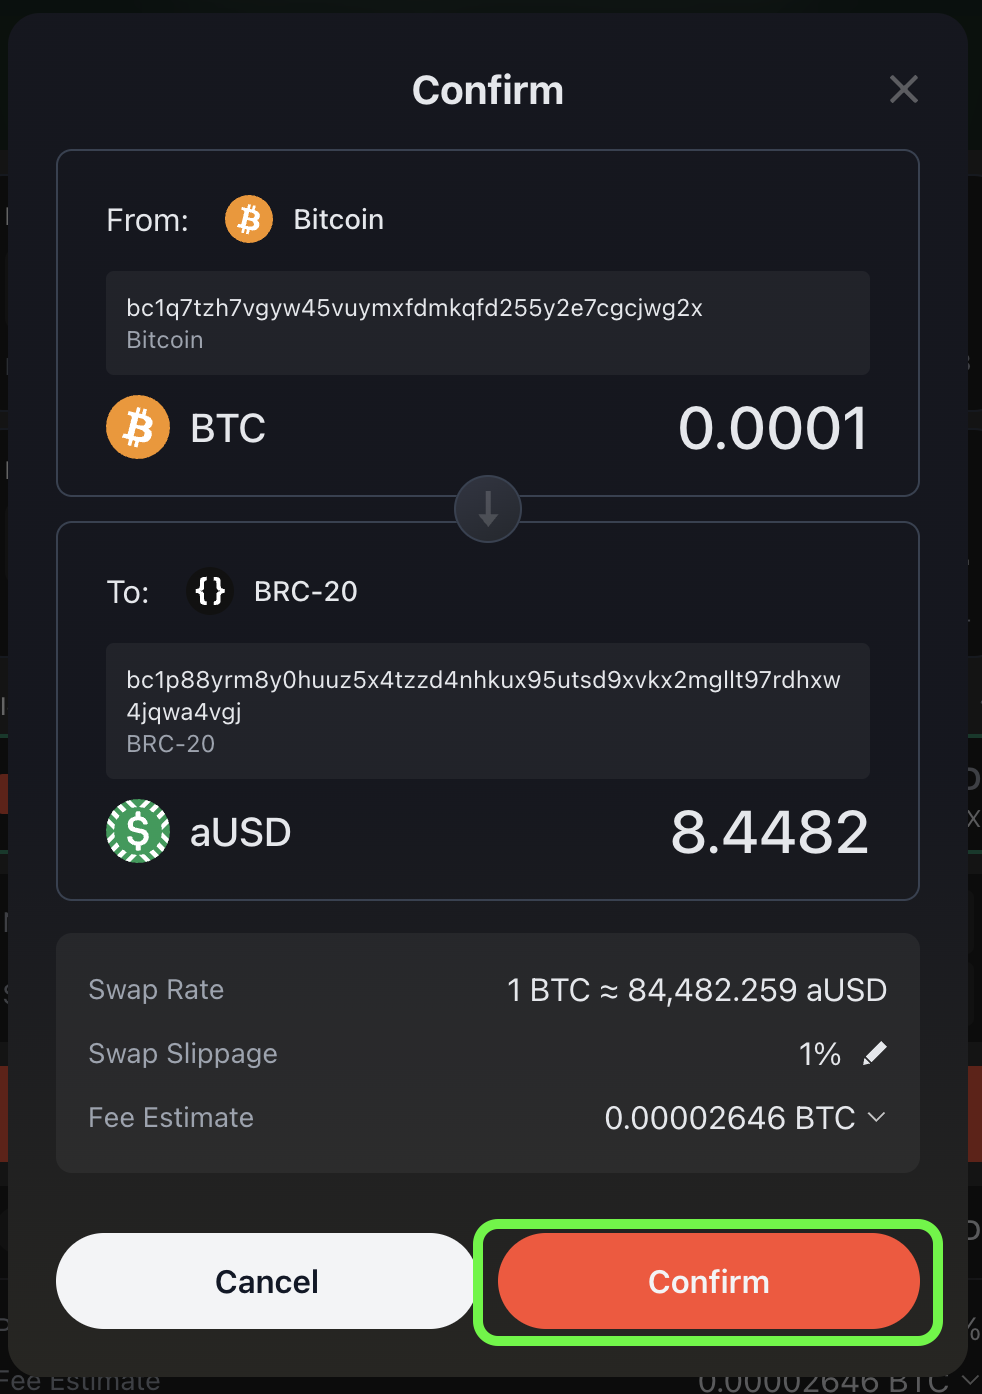 Confirm
From: Bitcoin
bc1q7tzh7vgyw45vuymxfdmkqfd255y2e7cgcjwg2x
Bitcoin
BTC 0.0001
To: {} BRC-20
bc1p88yrm8y0huuz5x4tzzd4nhkux95utsd9xvkx2mgllt97rdhxw
4jqwa4vgj
BRC-20
aUSD 8.4482
Swap Rate 1 BTC ≈ 84,482.259 aUSD
Swap Slippage 1%
Fee Estimate 0.00002646 BTC
Cancel Confirm
Fee Estimate 0.00002646 BTC